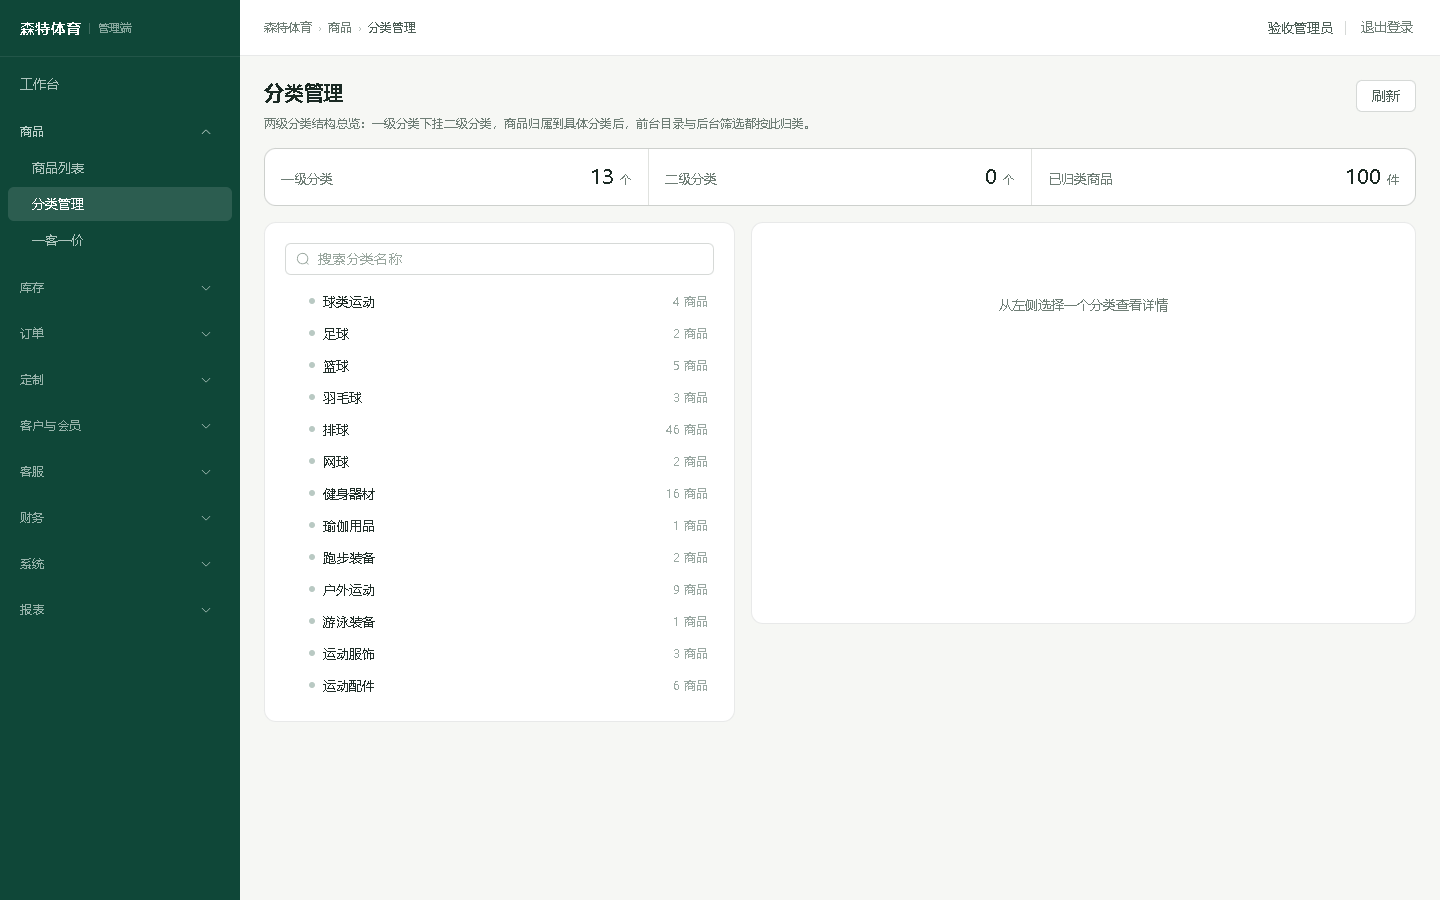 森特体育 管理端
森特体育 › 商品 › 分类管理
验收管理员 退出登录
工作台
商品
商品列表
分类管理
一客一价
库存
订单
定制
客户与会员
客服
财务
系统
报表
分类管理
刷新
两级分类结构总览：一级分类下挂二级分类，商品归属到具体分类后，前台目录与后台筛选都按此归类。
一级分类 13 个
二级分类 0 个
已归类商品 100 件
搜索分类名称
球类运动 4 商品
足球 2 商品
篮球 5 商品
羽毛球 3 商品
排球 46 商品
网球 2 商品
健身器材 16 商品
瑜伽用品 1 商品
跑步装备 2 商品
户外运动 9 商品
游泳装备 1 商品
运动服饰 3 商品
运动配件 6 商品
从左侧选择一个分类查看详情